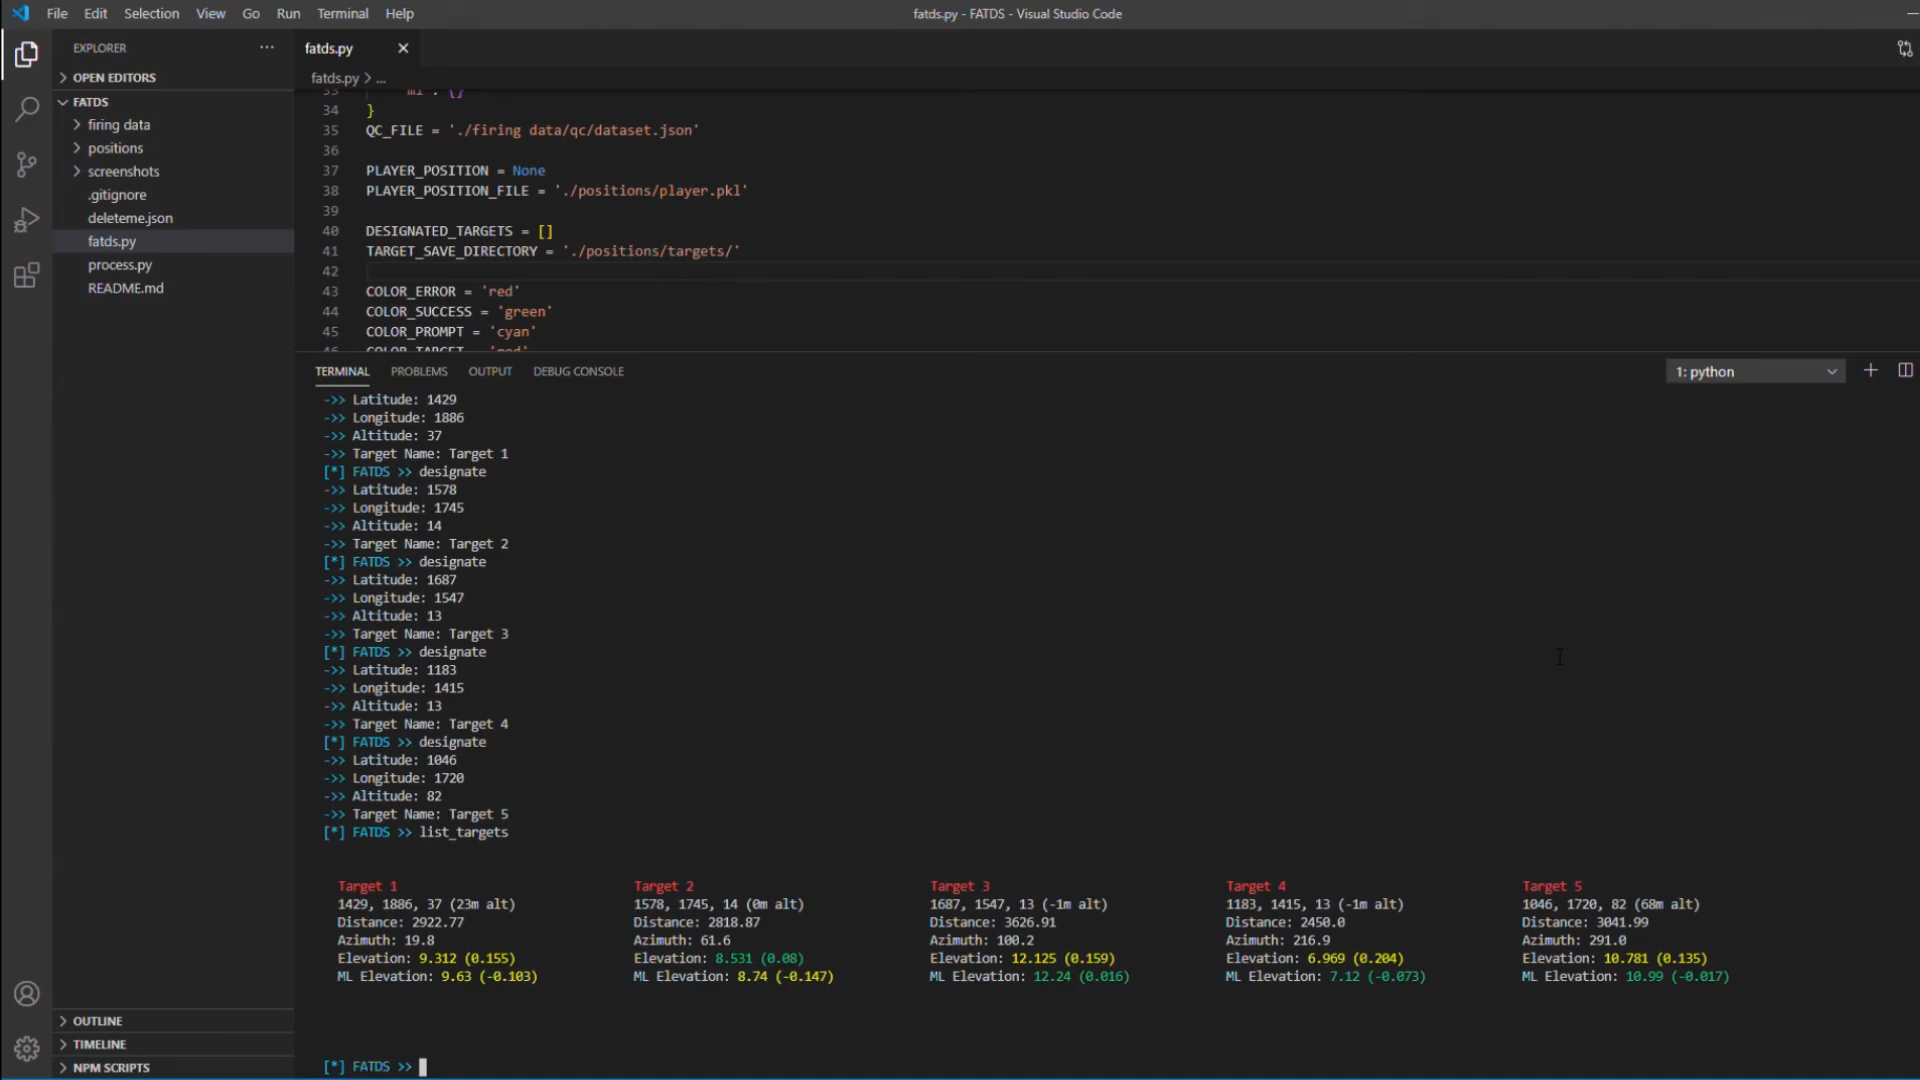 File Edit Selection View Go Run Terminal Help
fatds.py - FATDS - Visual Studio Code
EXPLORER ...
OPEN EDITORS
FATDS
firing data
positions
screenshots
.gitignore
deleteme.json
fatds.py
process.py
README.md
OUTLINE
TIMELINE
NPM SCRIPTS
fatds.py
fatds.py > ...
34 }
35 QC_FILE = './firing data/qc/dataset.json'
36
37 PLAYER_POSITION = None
38 PLAYER_POSITION_FILE = './positions/player.pkl'
39
40 DESIGNATED_TARGETS = []
41 TARGET_SAVE_DIRECTORY = './positions/targets/'
42
43 COLOR_ERROR = 'red'
44 COLOR_SUCCESS = 'green'
45 COLOR_PROMPT = 'cyan'
46 COLOR_TARGET = 'red'
TERMINAL PROBLEMS OUTPUT DEBUG CONSOLE
1: python
->> Latitude: 1429
->> Longitude: 1886
->> Altitude: 37
->> Target Name: Target 1
[*] FATDS >> designate
->> Latitude: 1578
->> Longitude: 1745
->> Altitude: 14
->> Target Name: Target 2
[*] FATDS >> designate
->> Latitude: 1687
->> Longitude: 1547
->> Altitude: 13
->> Target Name: Target 3
[*] FATDS >> designate
->> Latitude: 1183
->> Longitude: 1415
->> Altitude: 13
->> Target Name: Target 4
[*] FATDS >> designate
->> Latitude: 1046
->> Longitude: 1720
->> Altitude: 82
->> Target Name: Target 5
[*] FATDS >> list_targets
Target 1 Target 2 Target 3 Target 4 Target 5
1429, 1886, 37 (23m alt) 1578, 1745, 14 (0m alt) 1687, 1547, 13 (-1m alt) 1183, 1415, 13 (-1m alt) 1046, 1720, 82 (68m alt)
Distance: 2922.77 Distance: 2818.87 Distance: 3626.91 Distance: 2450.0 Distance: 3041.99
Azimuth: 19.8 Azimuth: 61.6 Azimuth: 100.2 Azimuth: 216.9 Azimuth: 291.0
Elevation: 9.312 (0.155) Elevation: 8.531 (0.08) Elevation: 12.125 (0.159) Elevation: 6.969 (0.204) Elevation: 10.781 (0.135)
ML Elevation: 9.63 (-0.103) ML Elevation: 8.74 (-0.147) ML Elevation: 12.24 (0.016) ML Elevation: 7.12 (-0.073) ML Elevation: 10.99 (-0.017)
[*] FATDS >>